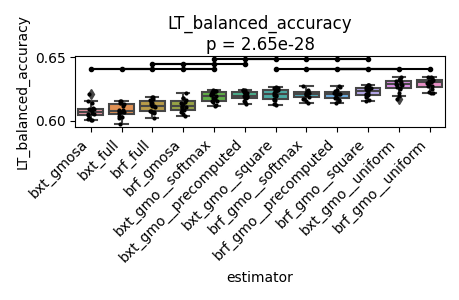 LT_balanced_accuracy
p = 2.65e-28
LT_balanced_accuracy
0.65
0.60
bxt_gmosa
bxt_full
brf_full
brf_gmosa
bxt_gmo__softmax
bxt_gmo__precomputed
bxt_gmo__square
brf_gmo__softmax
brf_gmo__precomputed
brf_gmo__square
bxt_gmo__uniform
brf_gmo__uniform
estimator